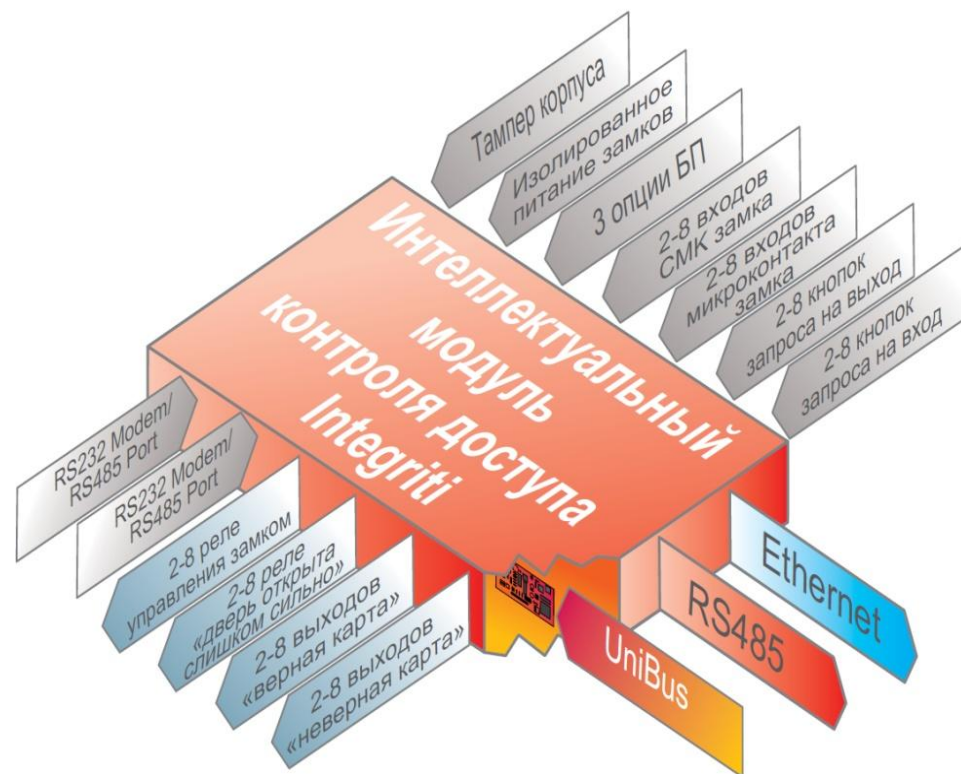 Тампер корпуса
Изолированное
питание замков
3 опции БП
2-8 входов
СМК замка
2-8 входов
микроконтакта
замка
2-8 кнопок
запроса на выход
2-8 кнопок
запроса на вход
Интеллектуальный
модуль
контроля доступа
Integriti
RS232 Modem/
RS485 Port
RS232 Modem/
RS485 Port
2-8 реле
управления замком
2-8 реле
«дверь открыта
слишком сильно»
2-8 выходов
«верная карта»
2-8 выходов
«неверная карта»
UniBus
RS485
Ethernet